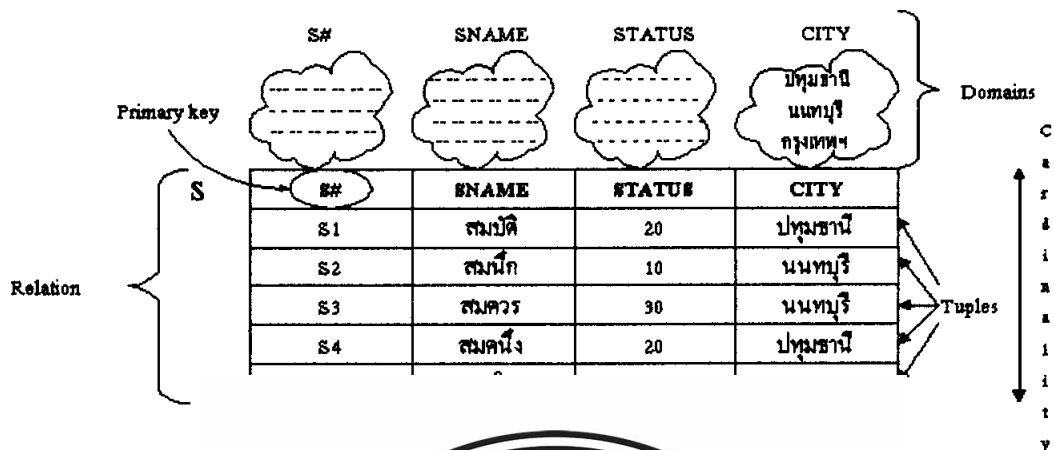 S# SNAME STATUS CITY
ปทุมธานี
นนทบุรี
กรุงเทพฯ
Domains
Primary key
Cardinality
S
S# SNAME STATUS CITY
S1 สมบัติ 20 ปทุมธานี
S2 สมนึก 10 นนทบุรี
S3 สมควร 30 นนทบุรี
S4 สมคนึง 20 ปทุมธานี
Relation
Tuples